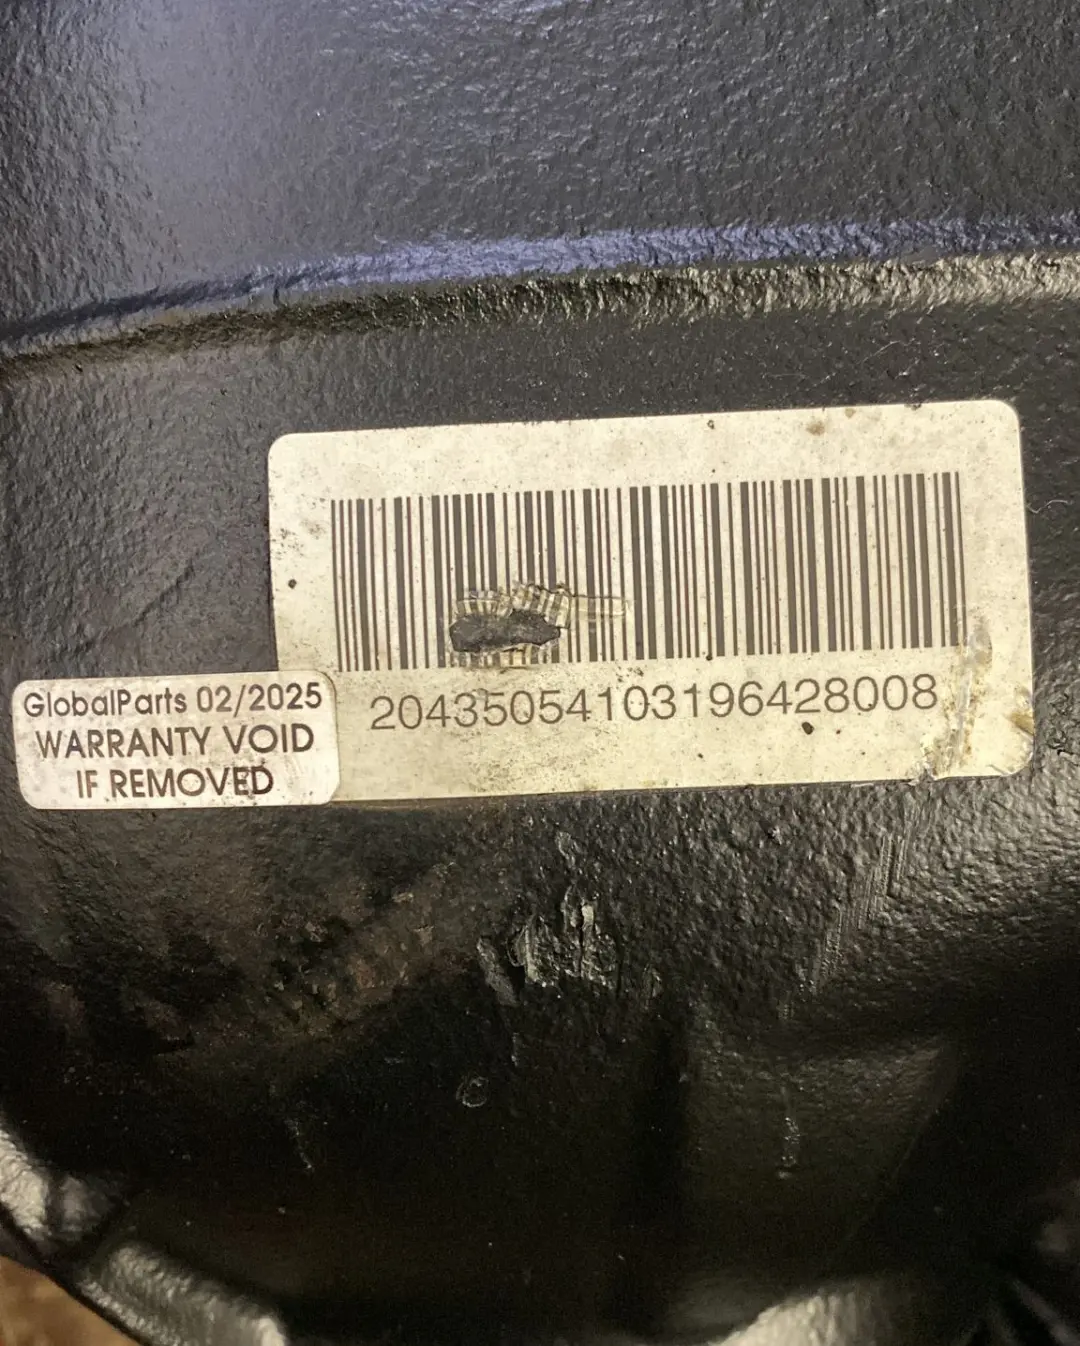 20435054103196428008
GlobalParts 02/2025
WARRANTY VOID
IF REMOVED